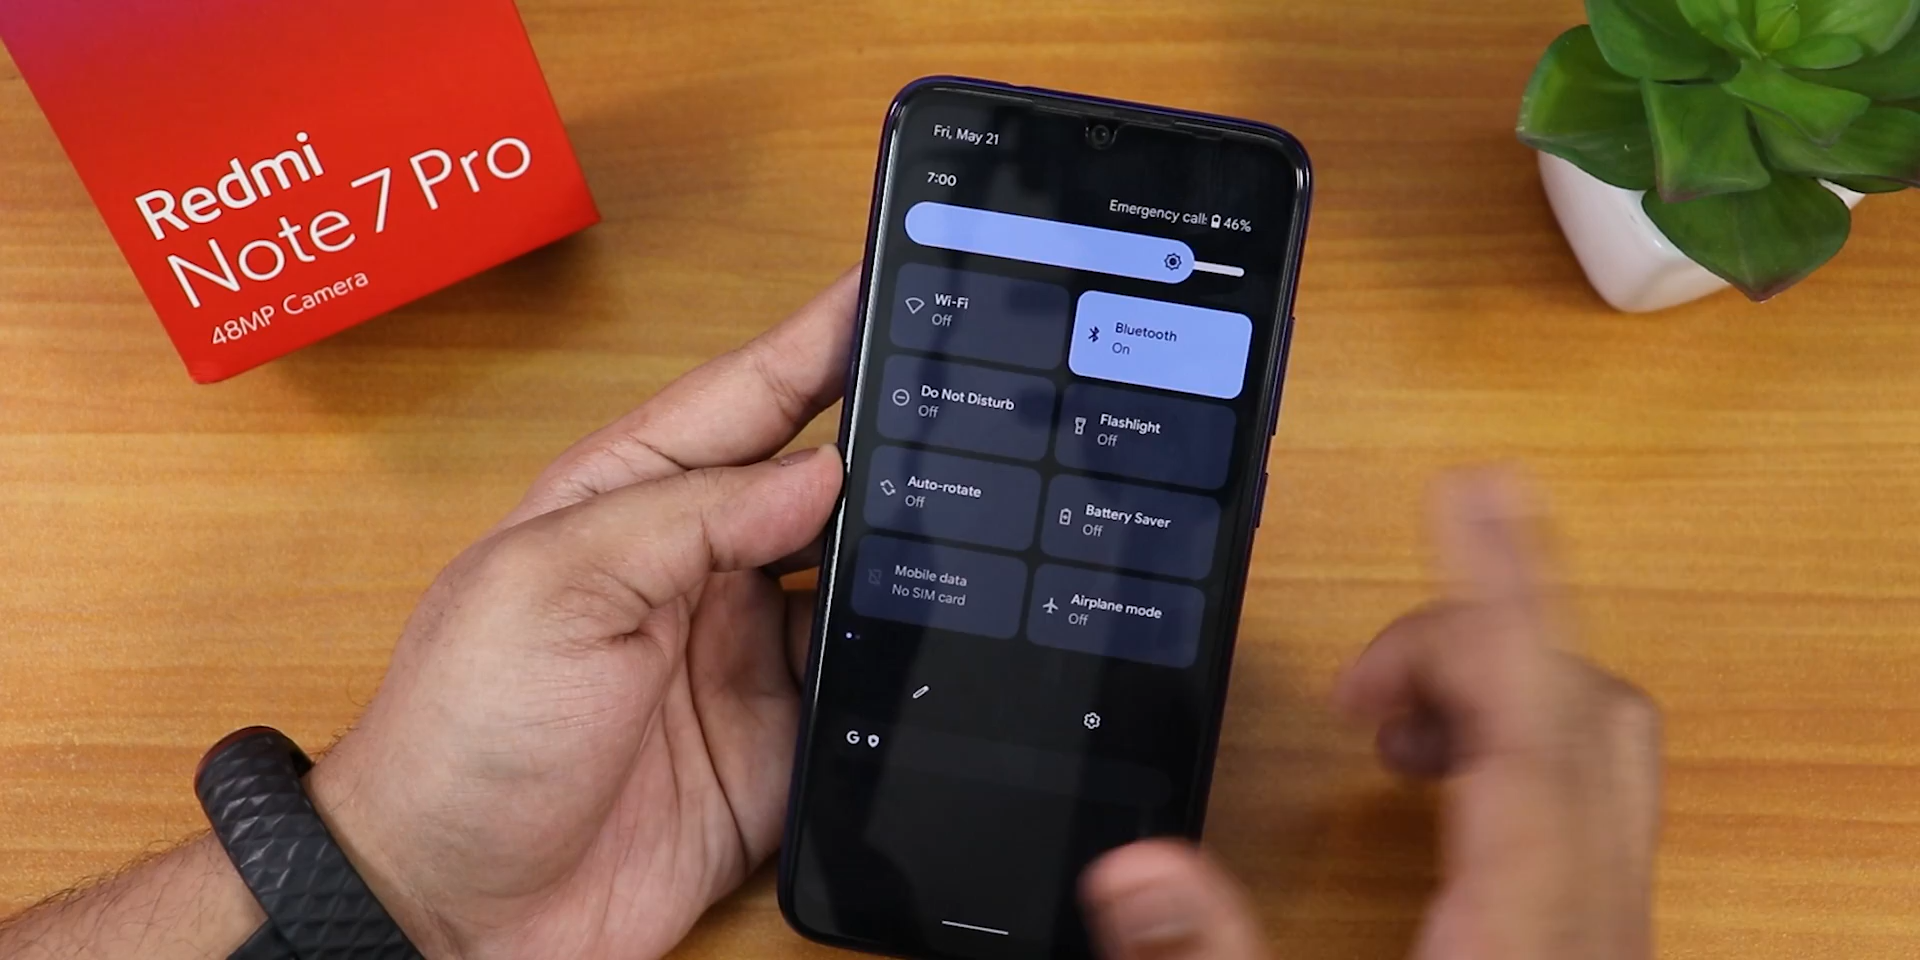 Redmi
Note 7 Pro
48MP Camera
Fri, May 21
7:00
Emergency call: 46%
Wi-Fi
Off
Bluetooth
On
Do Not Disturb
Off
Flashlight
Off
Auto-rotate
Off
Battery Saver
Off
Mobile data
No SIM card
Airplane mode
Off
G